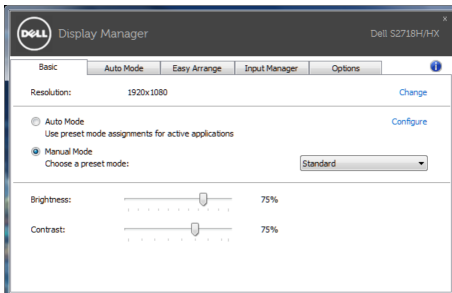 x
DELL Display Manager Dell S2718H/HX
Basic Auto Mode Easy Arrange Input Manager Options i
Resolution: 1920x1080 Change
Auto Mode Configure
Use preset mode assignments for active applications
Manual Mode
Choose a preset mode: Standard
Brightness: 75%
Contrast: 75%